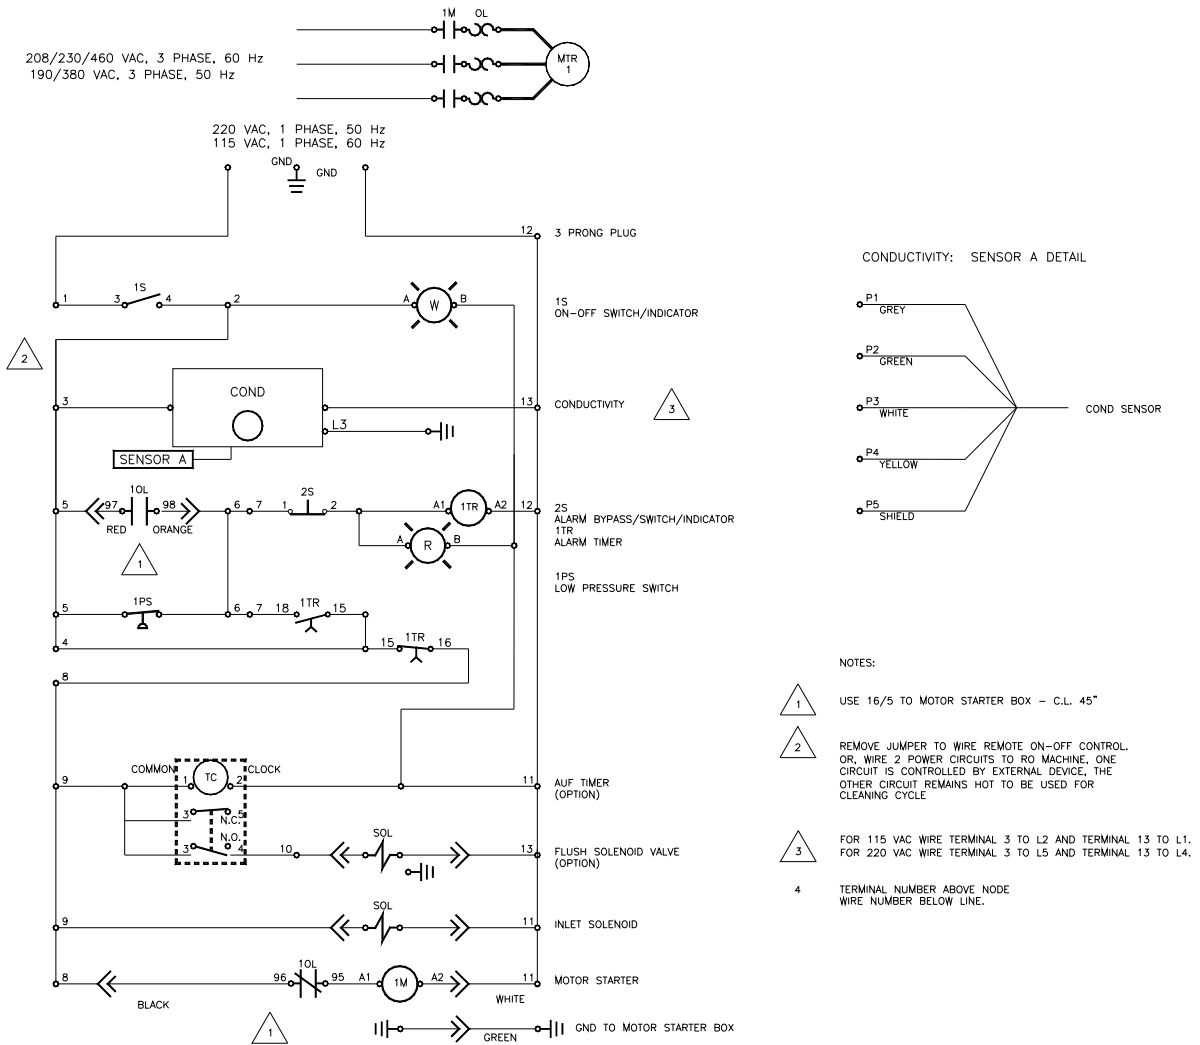 1M OL
208/230/460 VAC, 3 PHASE, 60 Hz
190/380 VAC, 3 PHASE, 50 Hz
MTR
1
220 VAC, 1 PHASE, 50 Hz
115 VAC, 1 PHASE, 60 Hz
GND
GND
12 3 PRONG PLUG
CONDUCTIVITY: SENSOR A DETAIL
1S
1 3 4 2 A W B
1S
ON-OFF SWITCH/INDICATOR
P1
GREY
2
P2
GREEN
COND
3 13 CONDUCTIVITY
3
P3
WHITE
COND SENSOR
L3
SENSOR A
P4
YELLOW
1OL 2S
5 97 98 6 7 1 2 A1 1TR A2 12
2S
ALARM BYPASS/SWITCH/INDICATOR
1TR
ALARM TIMER
RED ORANGE
P5
SHIELD
A R B
1
1PS
LOW PRESSURE SWITCH
1PS 1TR
5 6 7 18 15
1TR
4 15 16
8
NOTES:
1 USE 16/5 TO MOTOR STARTER BOX - C.L. 45"
2 REMOVE JUMPER TO WIRE REMOTE ON-OFF CONTROL.
OR, WIRE 2 POWER CIRCUITS TO RO MACHINE, ONE
CIRCUIT IS CONTROLLED BY EXTERNAL DEVICE, THE
OTHER CIRCUIT REMAINS HOT TO BE USED FOR
CLEANING CYCLE
COMMON CLOCK
9 1 TC 2 11 AUF TIMER
(OPTION)
3 5
N.C.
N.O.
3 4 10 SOL 13 FLUSH SOLENOID VALVE
(OPTION)
3 FOR 115 VAC WIRE TERMINAL 3 TO L2 AND TERMINAL 13 TO L1.
FOR 220 VAC WIRE TERMINAL 3 TO L5 AND TERMINAL 13 TO L4.
4 TERMINAL NUMBER ABOVE NODE
WIRE NUMBER BELOW LINE.
SOL
9 11 INLET SOLENOID
1OL
8 96 95 A1 1M A2 11 MOTOR STARTER
BLACK WHITE
1
GREEN
GND TO MOTOR STARTER BOX